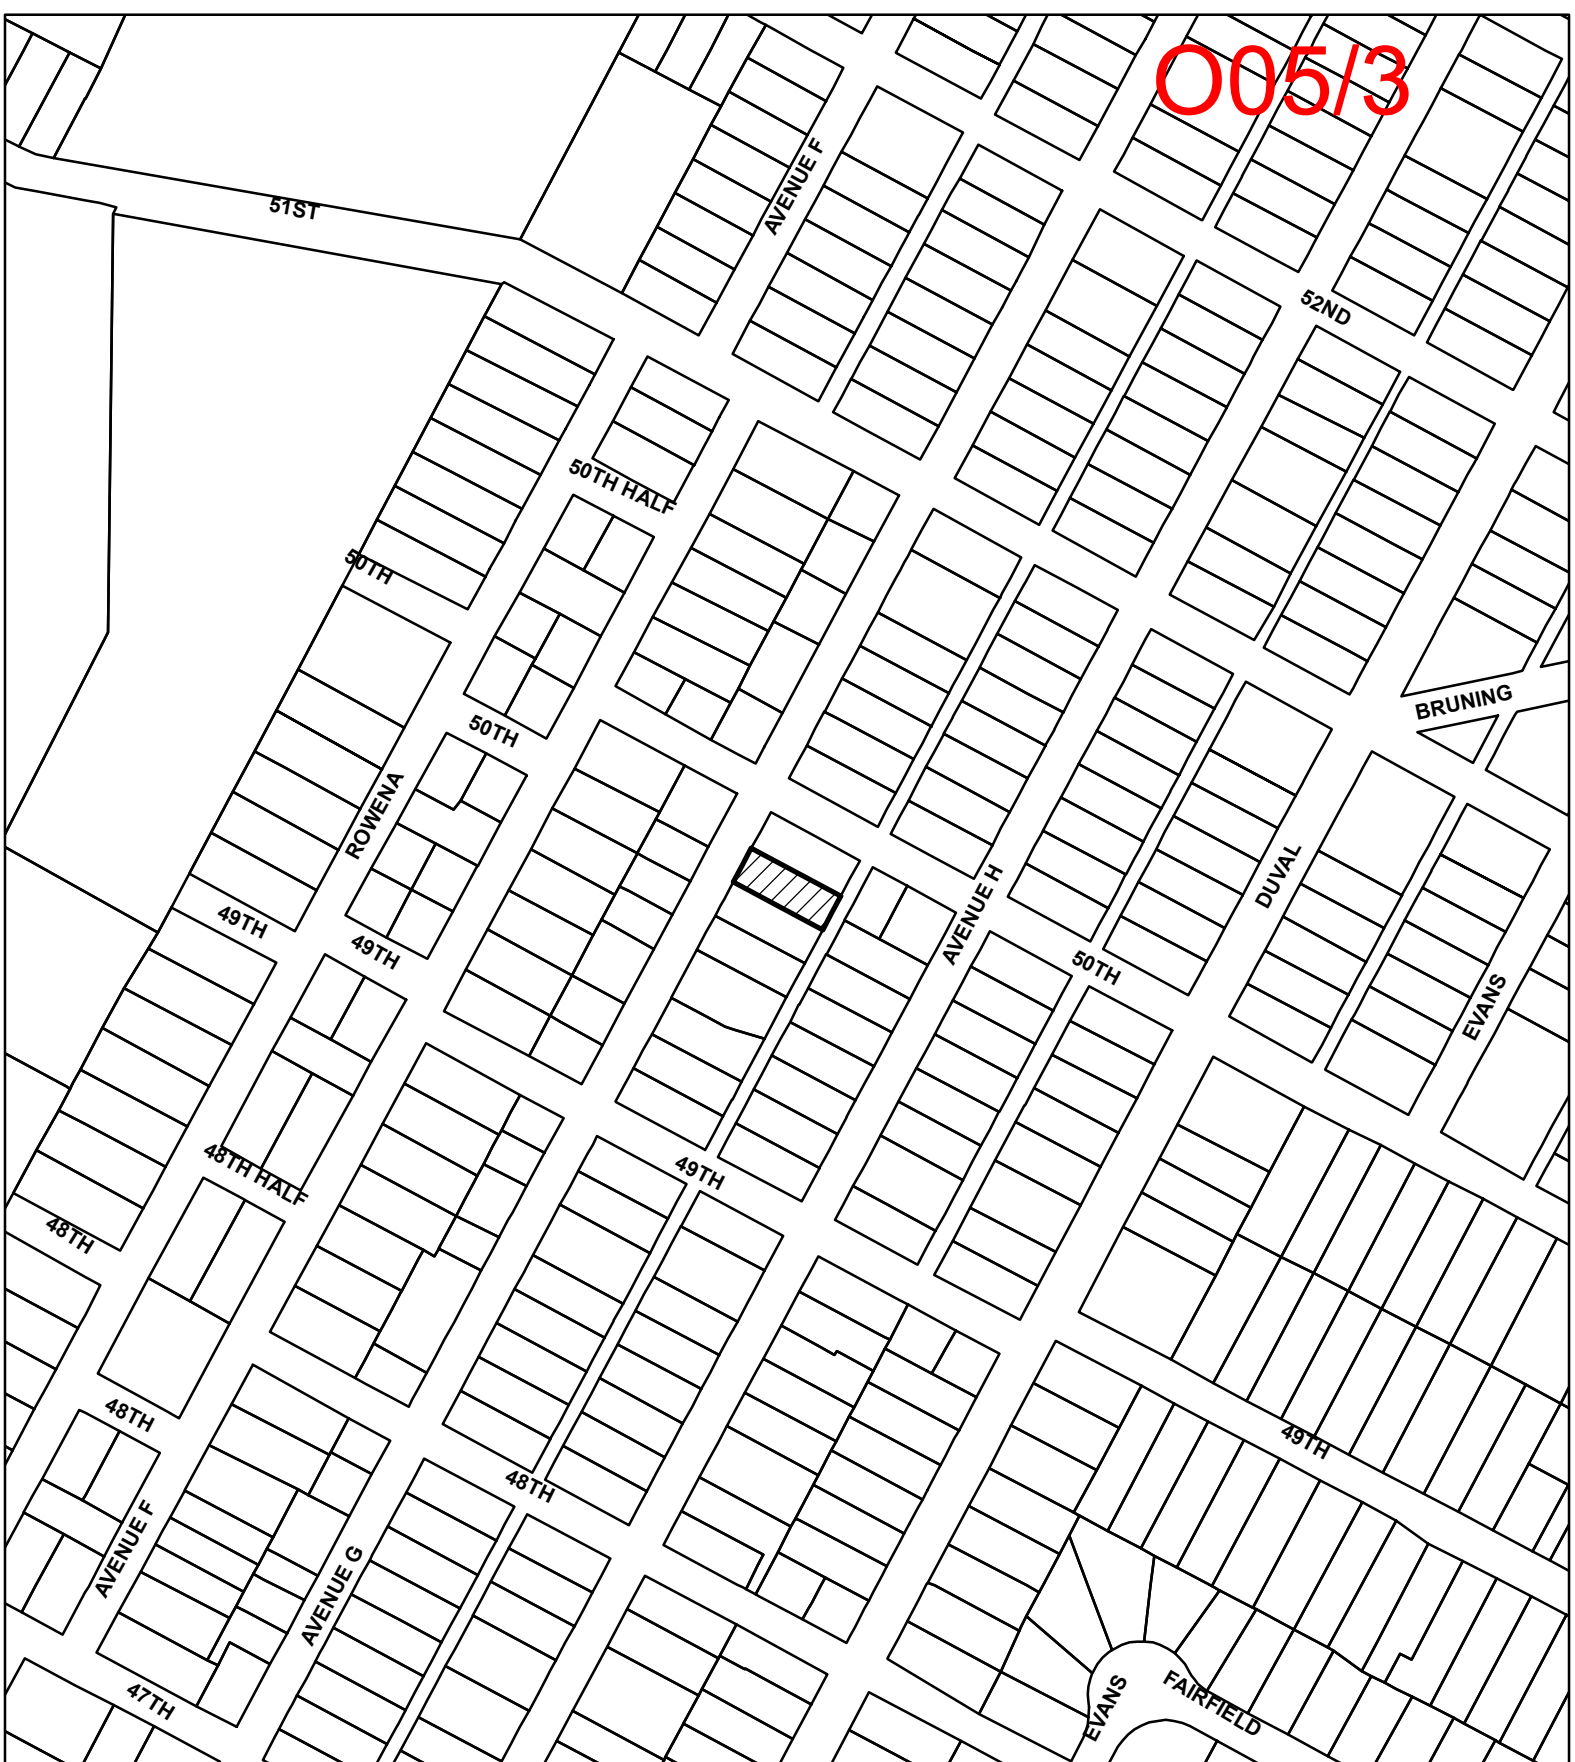 O05/3
AVENUE F
51ST
52ND
50TH HALF
50TH
BRUNING
50TH
ROWENA
DUVAL
AVENUE H
49TH
49TH
50TH
EVANS
49TH
48TH HALF
48TH
48TH
49TH
48TH
AVENUE F
AVENUE G
47TH
EVANS
FAIRFIELD